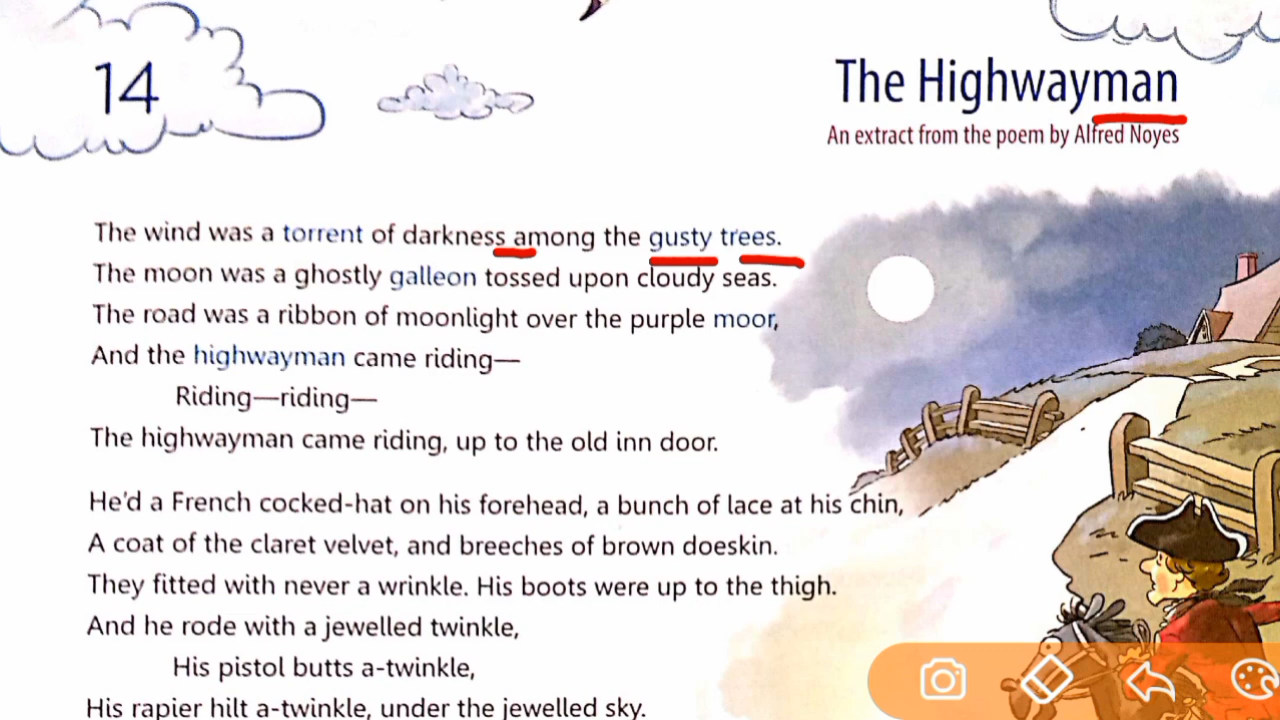 14
The Highwayman
An extract from the poem by Alfred Noyes
The wind was a torrent of darkness among the gusty trees.
The moon was a ghostly galleon tossed upon cloudy seas.
The road was a ribbon of moonlight over the purple moor,
And the highwayman came riding—
Riding—riding—
The highwayman came riding, up to the old inn door.
He'd a French cocked-hat on his forehead, a bunch of lace at his chin,
A coat of the claret velvet, and breeches of brown doeskin.
They fitted with never a wrinkle. His boots were up to the thigh.
And he rode with a jewelled twinkle,
His pistol butts a-twinkle,
His rapier hilt a-twinkle, under the jewelled sky.